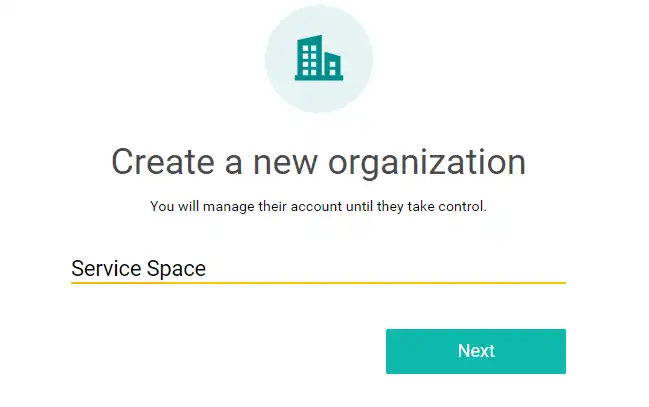 Create a new organization
You will manage their account until they take control.
Service Space
Next